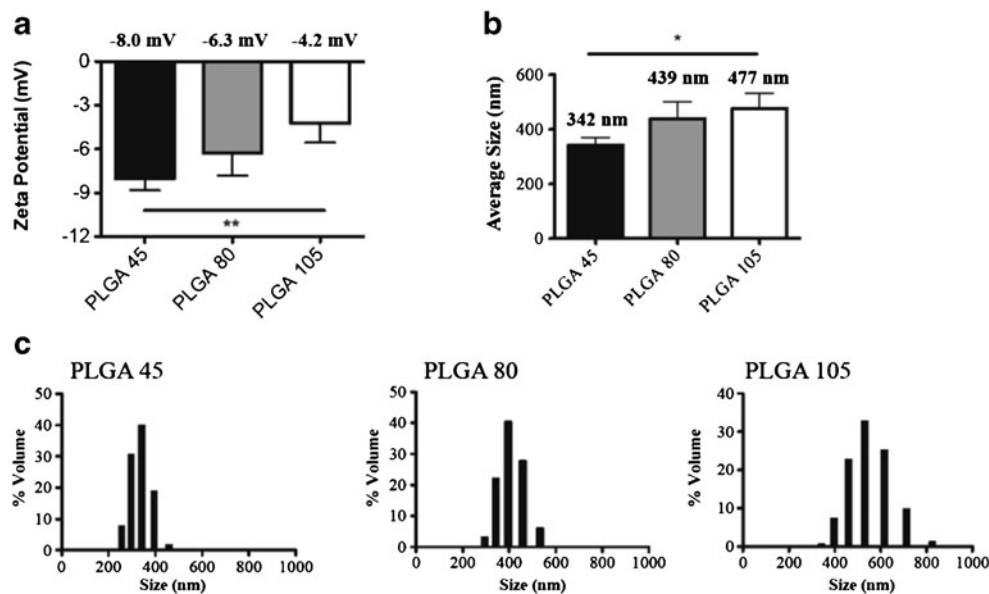 a
-8.0 mV -6.3 mV -4.2 mV
Zeta Potential (mV)
0
-3
-6
-9
-12
**
PLGA 45
PLGA 80
PLGA 105
b
*
Average Size (nm)
600
400
200
0
342 nm
439 nm
477 nm
PLGA 45
PLGA 80
PLGA 105
c
PLGA 45
% Volume
50
40
30
20
10
0
0 200 400 600 800 1000
Size (nm)
PLGA 80
% Volume
50
40
30
20
10
0
0 200 400 600 800 1000
Size (nm)
PLGA 105
% Volume
40
30
20
10
0
0 200 400 600 800 1000
Size (nm)